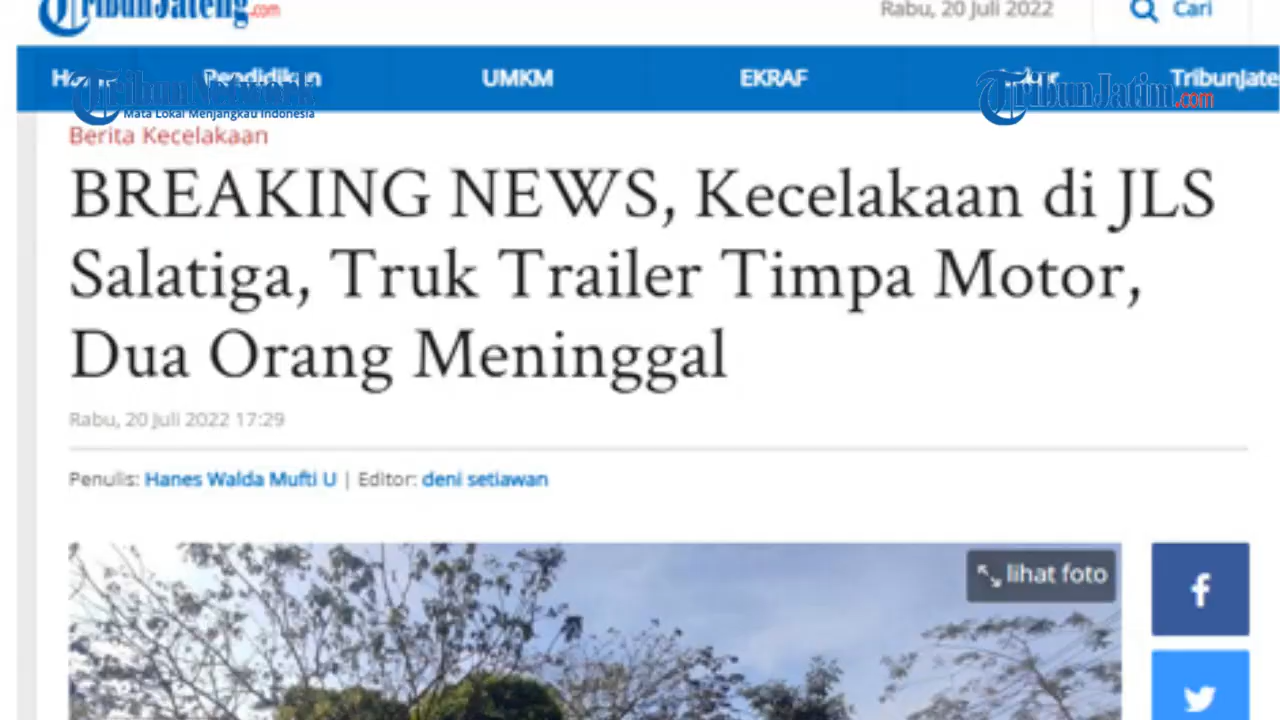 TribunJateng.com
Rabu, 20 Juli 2022
Cari
Pendidikan
UMKM
EKRAF
TribunJate
Tribun Network
Mata Lokal Menjangkau Indonesia
TribunJatim.com
Berita Kecelakaan
BREAKING NEWS, Kecelakaan di JLS
Salatiga, Truk Trailer Timpa Motor,
Dua Orang Meninggal
Rabu, 20 Juli 2022 17:29
Penulis: Hanes Walda Mufti U | Editor: deni setiawan
lihat foto